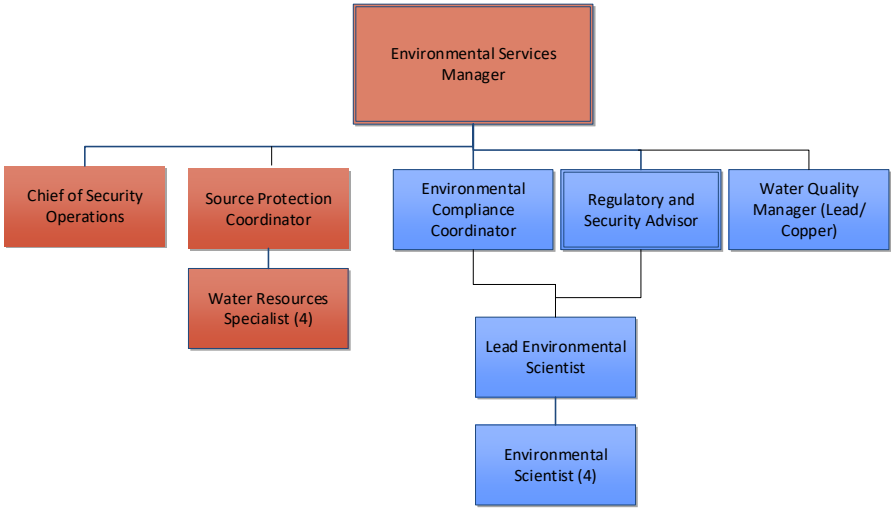 Environmental Services
Manager
Chief of Security
Operations
Source Protection
Coordinator
Environmental
Compliance
Coordinator
Regulatory and
Security Advisor
Water Quality
Manager (Lead/
Copper)
Water Resources
Specialist (4)
Lead Environmental
Scientist
Environmental
Scientist (4)